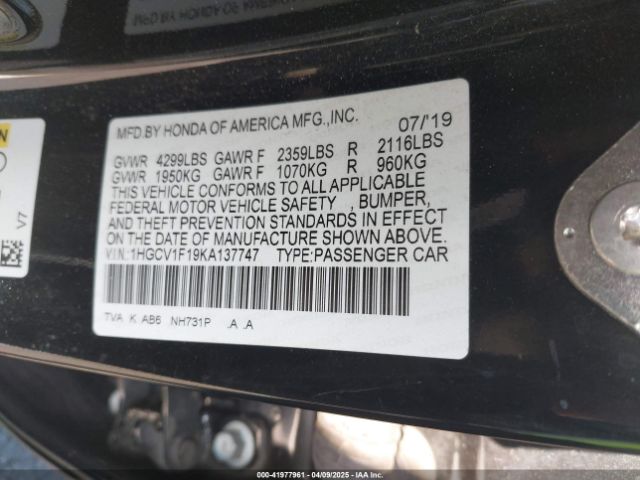 MFD.BY HONDA OF AMERICA MFG.,INC. 07/'19
GVWR 4299LBS GAWR F 2359LBS R 2116LBS
GVWR 1950KG GAWR F 1070KG R 960KG
THIS VEHICLE CONFORMS TO ALL APPLICABLE
FEDERAL MOTOR VEHICLE SAFETY , BUMPER,
AND THEFT PREVENTION STANDARDS IN EFFECT
ON THE DATE OF MANUFACTURE SHOWN ABOVE.
VIN:1HGCV1F19KA137747 TYPE:PASSENGER CAR
TVA K AB6 NH731P .A .A
V7
000-41977961 - 04/09/2025 - IAA Inc.